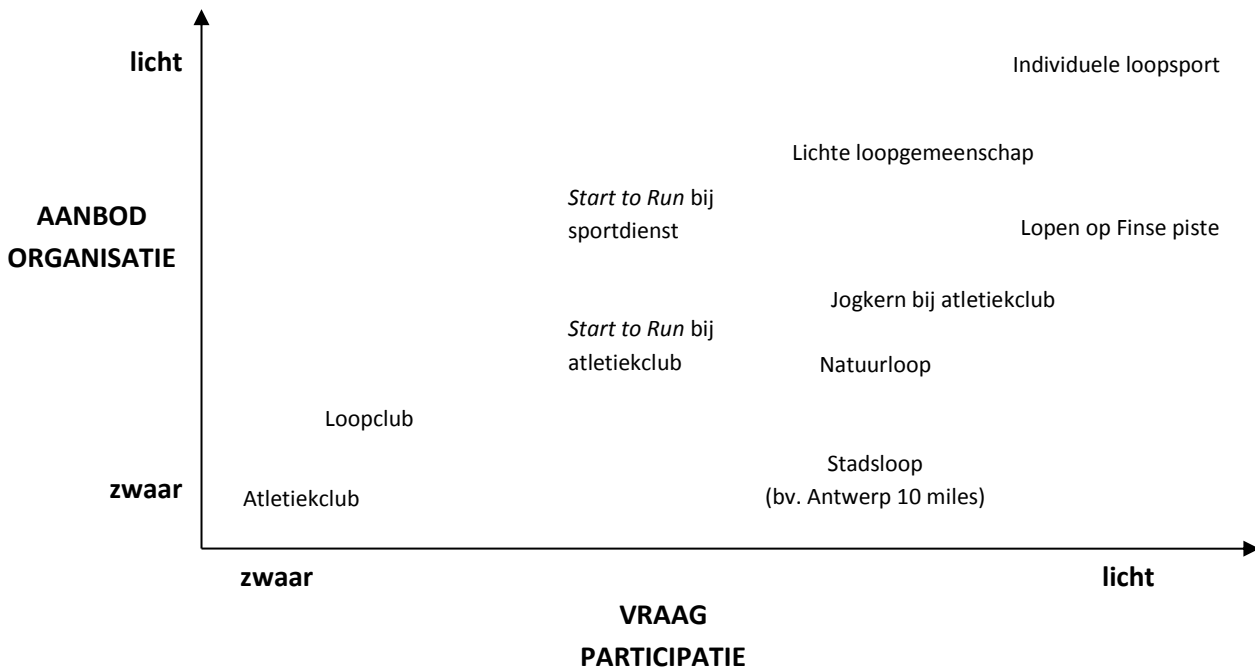 licht
Individuele loopsport
Lichte loopgemeenschap
Start to Run bij
sportdienst
AANBOD
ORGANISATIE
Lopen op Finse piste
Jogkern bij atletiekclub
Start to Run bij
atletiekclub
Natuurloop
Loopclub
Stadsloop
(bv. Antwerp 10 miles)
zwaar
Atletiekclub
zwaar
licht
VRAAG
PARTICIPATIE